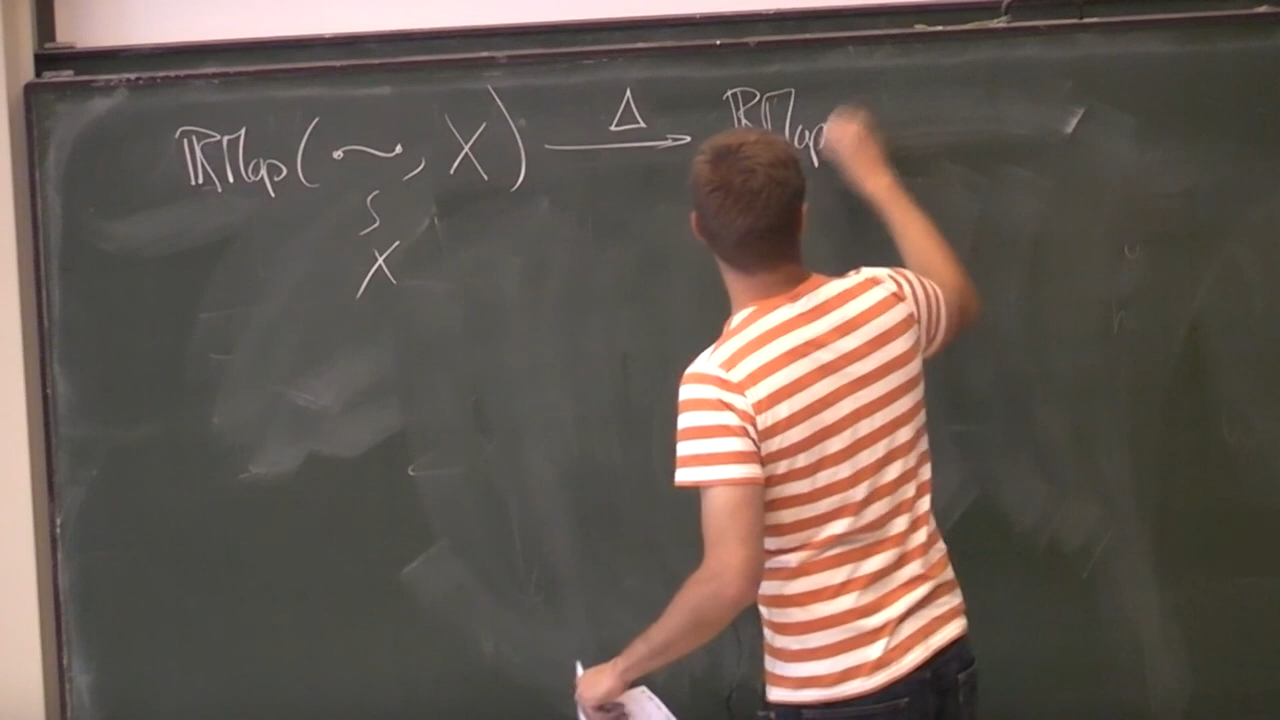 ℝMap( •~•, X ) —Δ→ ℝMap
S
X